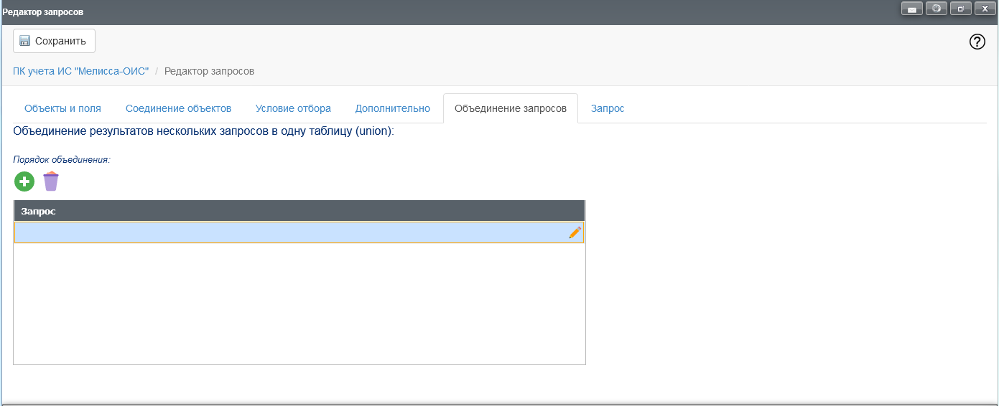 Редактор запросов
Сохранить
ПК учета ИС "Мелисса-ОИС" / Редактор запросов
Объекты и поля Соединение объектов Условие отбора Дополнительно Объединение запросов Запрос
Объединение результатов нескольких запросов в одну таблицу (union):
Порядок объединения:
Запрос